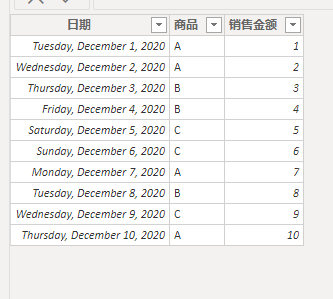 日期 商品 销售金额
Tuesday, December 1, 2020 A 1
Wednesday, December 2, 2020 A 2
Thursday, December 3, 2020 B 3
Friday, December 4, 2020 B 4
Saturday, December 5, 2020 C 5
Sunday, December 6, 2020 C 6
Monday, December 7, 2020 A 7
Tuesday, December 8, 2020 B 8
Wednesday, December 9, 2020 C 9
Thursday, December 10, 2020 A 10